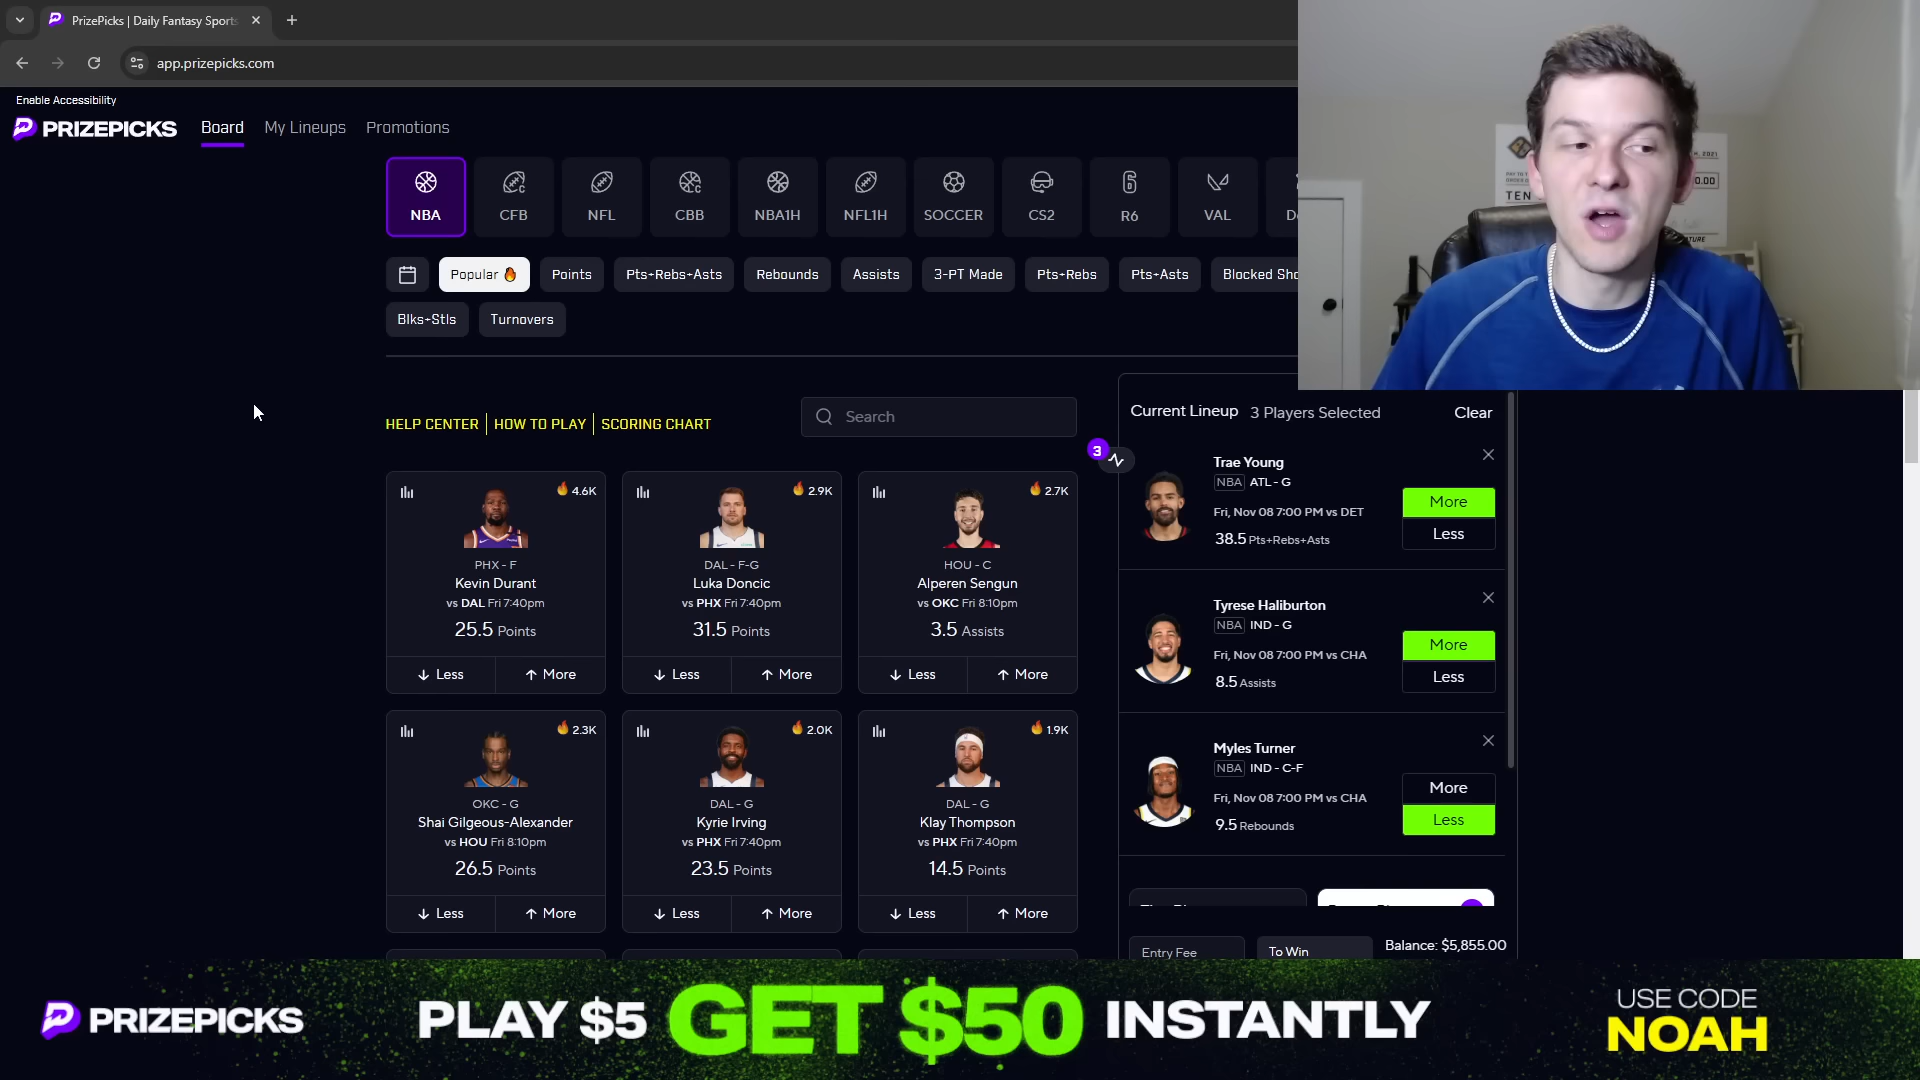 PrizePicks | Daily Fantasy Sports
app.prizepicks.com
Enable Accessibility
PRIZEPICKS
Board
My Lineups
Promotions
NBA
CFB
NFL
CBB
NBA1H
NFL1H
SOCCER
CS2
R6
VAL
Popular
Points
Pts+Rebs+Asts
Rebounds
Assists
3-PT Made
Pts+Rebs
Pts+Asts
Blocked Sho
Blks+Stls
Turnovers
HELP CENTER
HOW TO PLAY
SCORING CHART
Search
4.6K
PHX - F
Kevin Durant
vs DAL Fri 7:40pm
25.5 Points
Less
More
2.9K
DAL - F-G
Luka Doncic
vs PHX Fri 7:40pm
31.5 Points
Less
More
2.7K
HOU - C
Alperen Sengun
vs OKC Fri 8:10pm
3.5 Assists
Less
More
2.3K
OKC - G
Shai Gilgeous-Alexander
vs HOU Fri 8:10pm
26.5 Points
Less
More
2.0K
DAL - G
Kyrie Irving
vs PHX Fri 7:40pm
23.5 Points
Less
More
1.9K
DAL - G
Klay Thompson
vs PHX Fri 7:40pm
14.5 Points
Less
More
Current Lineup 3 Players Selected
Clear
3
Trae Young
NBA ATL - G
Fri, Nov 08 7:00 PM vs DET
38.5 Pts+Rebs+Asts
More
Less
Tyrese Haliburton
NBA IND - G
Fri, Nov 08 7:00 PM vs CHA
8.5 Assists
More
Less
Myles Turner
NBA IND - C-F
Fri, Nov 08 7:00 PM vs CHA
9.5 Rebounds
More
Less
Entry Fee
To Win
Balance: $5,855.00
PRIZEPICKS
PLAY $5 GET $50 INSTANTLY
USE CODE
NOAH